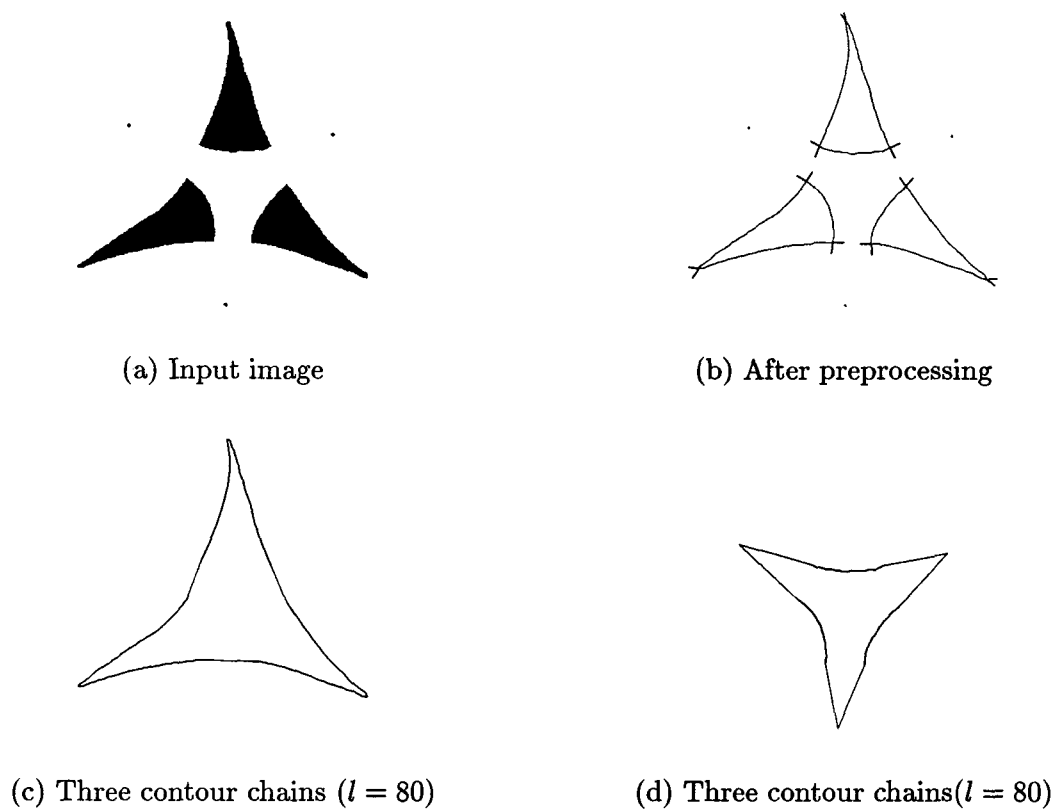 (a) Input image
(b) After preprocessing
(c) Three contour chains (l = 80)
(d) Three contour chains(l = 80)